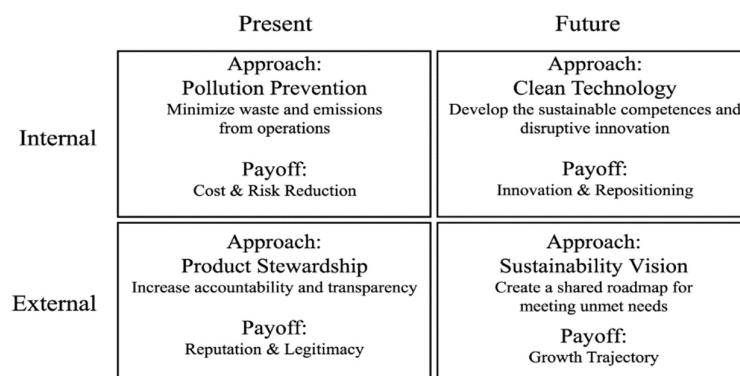 Present
Future
Internal
Approach:
Pollution Prevention
Minimize waste and emissions
from operations
Payoff:
Cost & Risk Reduction
Approach:
Clean Technology
Develop the sustainable competences and
disruptive innovation
Payoff:
Innovation & Repositioning
External
Approach:
Product Stewardship
Increase accountability and transparency
Payoff:
Reputation & Legitimacy
Approach:
Sustainability Vision
Create a shared roadmap for
meeting unmet needs
Payoff:
Growth Trajectory